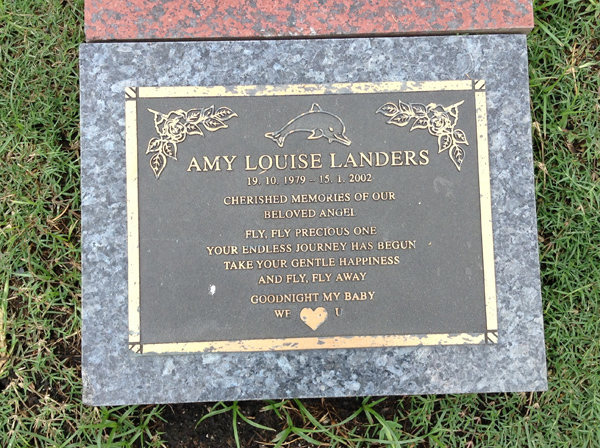 AMY LOUISE LANDERS
19. 10. 1979 – 15. 1. 2002
CHERISHED MEMORIES OF OUR
BELOVED ANGEL
FLY, FLY PRECIOUS ONE
YOUR ENDLESS JOURNEY HAS BEGUN
TAKE YOUR GENTLE HAPPINESS
AND FLY, FLY AWAY
GOODNIGHT MY BABY
WE U